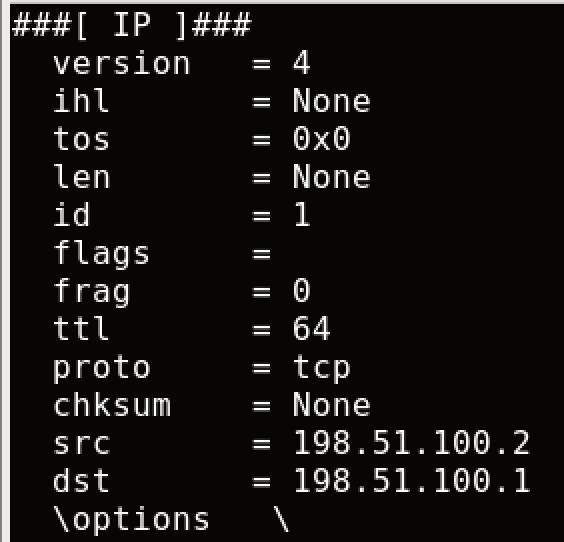 ###[ IP ]###
  version   = 4
  ihl       = None
  tos       = 0x0
  len       = None
  id        = 1
  flags     =
  frag      = 0
  ttl       = 64
  proto     = tcp
  chksum    = None
  src       = 198.51.100.2
  dst       = 198.51.100.1
  \options   \